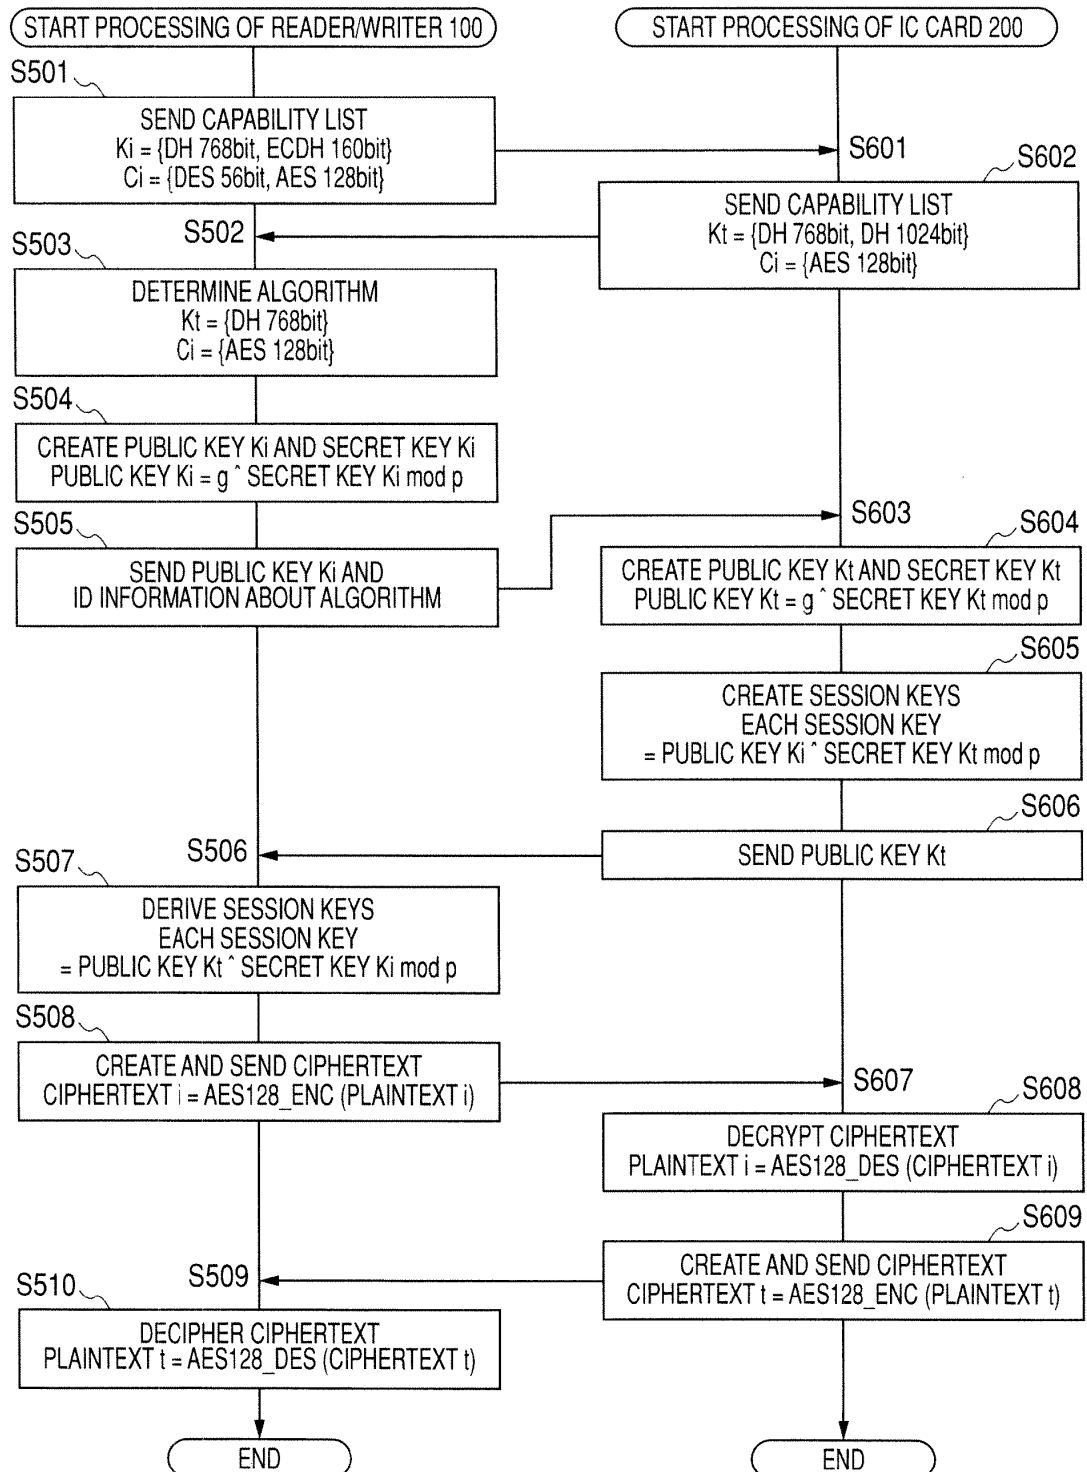 START PROCESSING OF READER/WRITER 100
START PROCESSING OF IC CARD 200
S501
SEND CAPABILITY LIST
Ki = {DH 768bit, ECDH 160bit}
Ci = {DES 56bit, AES 128bit}
S601
S602
SEND CAPABILITY LIST
Kt = {DH 768bit, DH 1024bit}
Ci = {AES 128bit}
S502
S503
DETERMINE ALGORITHM
Kt = {DH 768bit}
Ci = {AES 128bit}
S504
CREATE PUBLIC KEY Ki AND SECRET KEY Ki
PUBLIC KEY Ki = g ^ SECRET KEY Ki mod p
S505
SEND PUBLIC KEY Ki AND
ID INFORMATION ABOUT ALGORITHM
S603
S604
CREATE PUBLIC KEY Kt AND SECRET KEY Kt
PUBLIC KEY Kt = g ^ SECRET KEY Kt mod p
S605
CREATE SESSION KEYS
EACH SESSION KEY
= PUBLIC KEY Ki ^ SECRET KEY Kt mod p
S606
SEND PUBLIC KEY Kt
S506
S507
DERIVE SESSION KEYS
EACH SESSION KEY
= PUBLIC KEY Kt ^ SECRET KEY Ki mod p
S508
CREATE AND SEND CIPHERTEXT
CIPHERTEXT i = AES128_ENC (PLAINTEXT i)
S607
S608
DECRYPT CIPHERTEXT
PLAINTEXT i = AES128_DES (CIPHERTEXT i)
S609
CREATE AND SEND CIPHERTEXT
CIPHERTEXT t = AES128_ENC (PLAINTEXT t)
S509
S510
DECIPHER CIPHERTEXT
PLAINTEXT t = AES128_DES (CIPHERTEXT t)
END
END